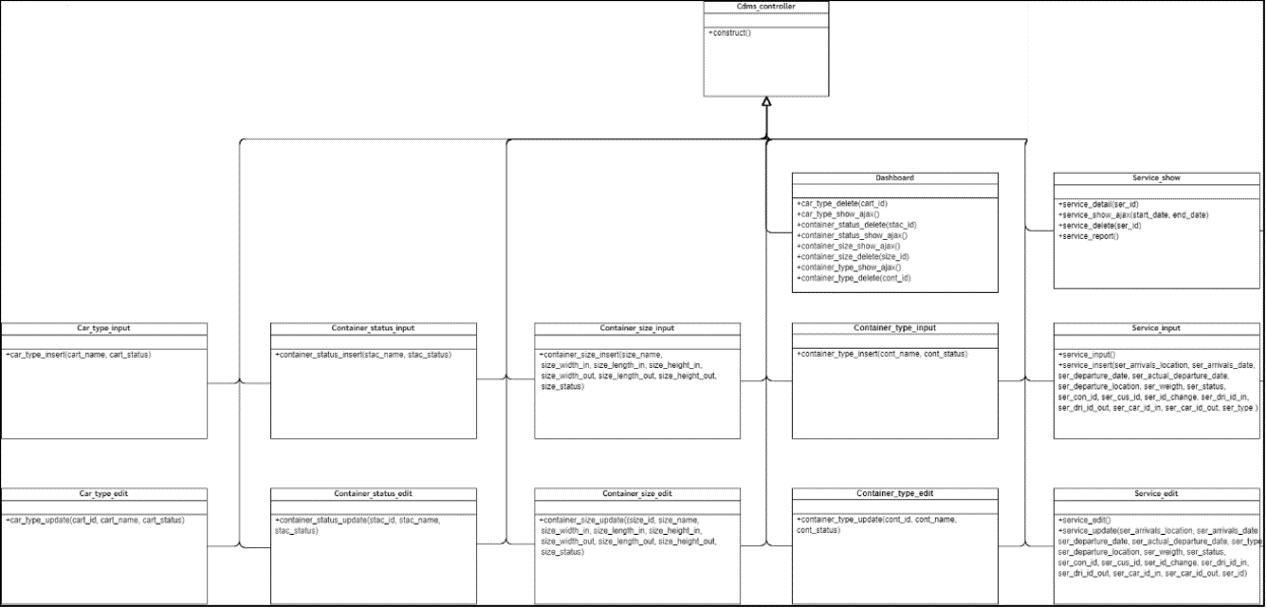 Cdms_controller
+construct()
Dashboard
+car_type_delete(cart_id)
+car_type_show_ajax()
+container_status_delete(stac_id)
+container_status_show_ajax()
+container_size_show_ajax()
+container_size_delete(size_id)
+container_type_show_ajax()
+container_type_delete(cont_id)
Service_show
+service_detail(ser_id)
+service_show_ajax(start_date, end_date)
+service_delete(ser_id)
+service_report()
Car_type_input
+car_type_insert(cart_name, cart_status)
Container_status_input
+container_status_insert(stac_name, stac_status)
Container_size_input
+container_size_insert(size_name,
size_width_in, size_length_in, size_height_in,
size_width_out, size_length_out, size_height_out,
size_status)
Container_type_input
+container_type_insert(cont_name, cont_status)
Service_input
+service_input()
+service_insert(ser_arrivals_location, ser_arrivals_date,
ser_departure_date, ser_actual_departure_date,
ser_departure_location, ser_weigth, ser_status,
ser_con_id, ser_cus_id, ser_id_change, ser_dri_id_in,
ser_dri_id_out, ser_car_id_in, ser_car_id_out, ser_type )
Car_type_edit
+car_type_update(cart_id, cart_name, cart_status)
Container_status_edit
+container_status_update(stac_id, stac_name,
stac_status)
Container_size_edit
+container_size_update((size_id, size_name,
size_width_in, size_length_in, size_height_in,
size_width_out, size_length_out, size_height_out,
size_status)
Container_type_edit
+container_type_update(cont_id, cont_name,
cont_status)
Service_edit
+service_edit()
+service_update(ser_arrivals_location, ser_arrivals_date
ser_departure_date, ser_actual_departure_date, ser_type
ser_departure_location, ser_weigth, ser_status,
ser_con_id, ser_cus_id, ser_id_change, ser_dri_id_in,
ser_dri_id_out, ser_car_id_in, ser_car_id_out, ser_id)